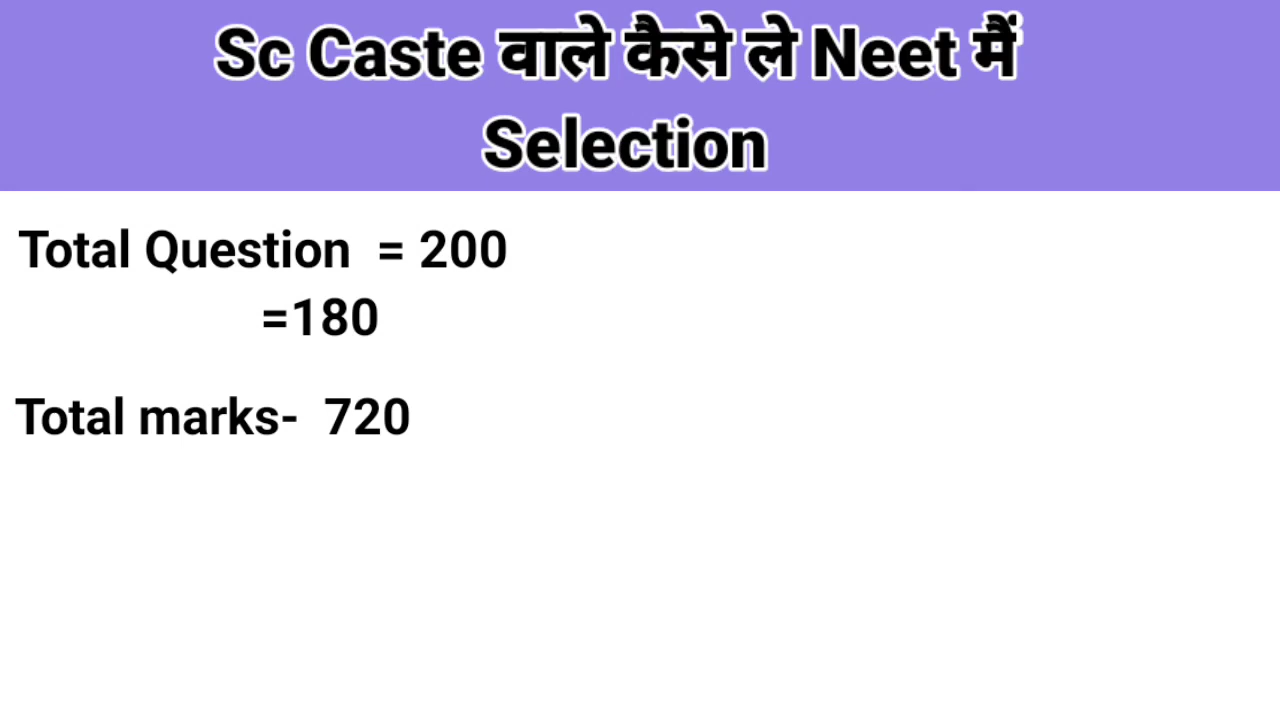 Sc Caste वाले कैसे ले Neet मैं
Selection
Total Question = 200
=180
Total marks- 720